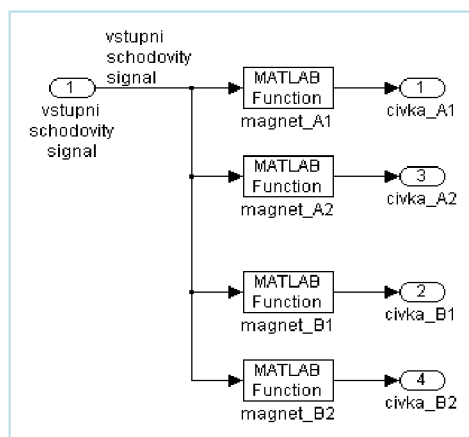 vstupni
schodovity
signal
1
vstupni
schodovity
signal
MATLAB
Function
magnet_A1
1
civka_A1
MATLAB
Function
magnet_A2
3
civka_A2
MATLAB
Function
magnet_B1
2
civka_B1
MATLAB
Function
magnet_B2
4
civka_B2